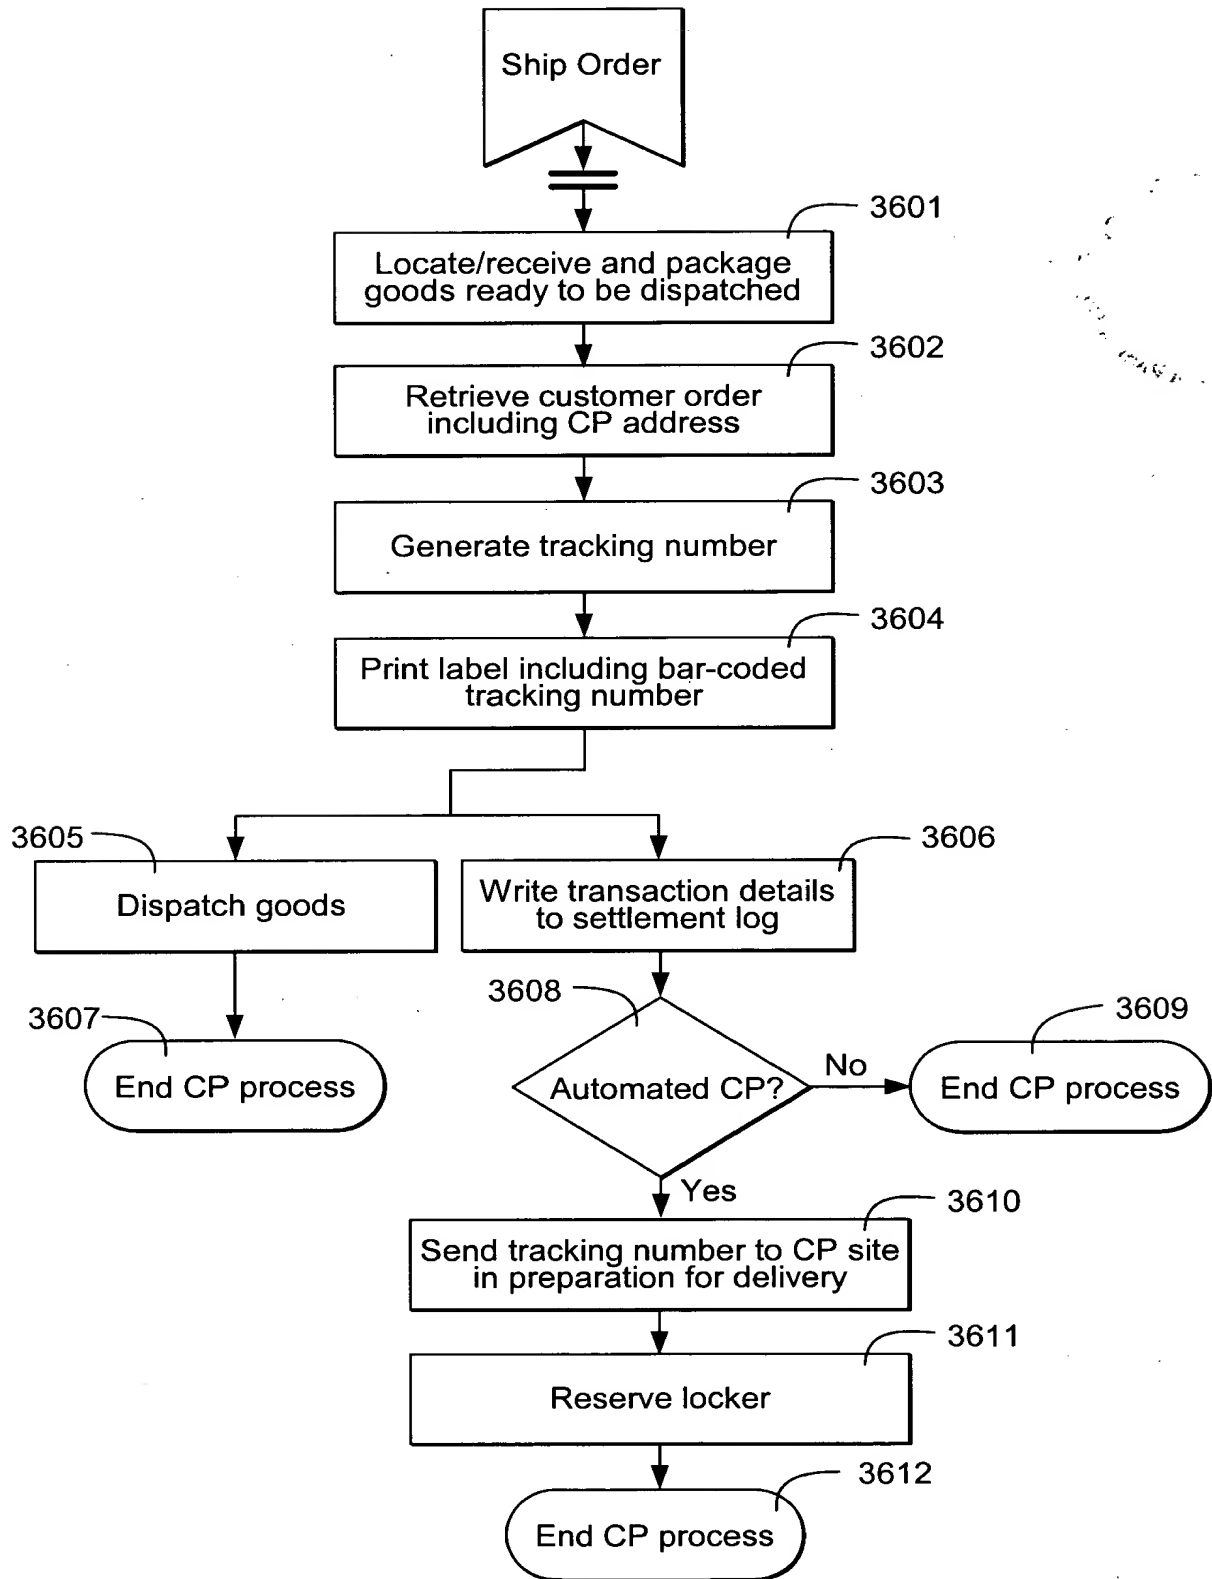 Ship Order
3601
Locate/receive and package
goods ready to be dispatched
3602
Retrieve customer order
including CP address
3603
Generate tracking number
3604
Print label including bar-coded
tracking number
3605
Dispatch goods
3606
Write transaction details
to settlement log
3607
End CP process
3608
Automated CP?
No
3609
End CP process
Yes
3610
Send tracking number to CP site
in preparation for delivery
3611
Reserve locker
3612
End CP process